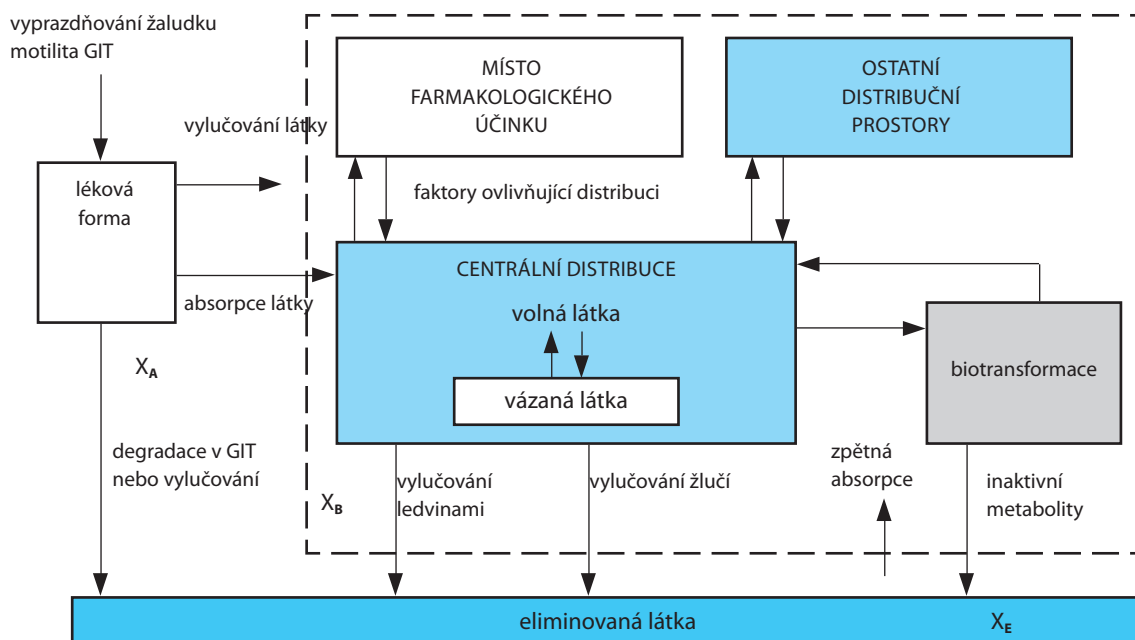 vyprazdňování žaludku
motilita GIT
MÍSTO
FARMAKOLOGICKÉHO
ÚČINKU
OSTATNÍ
DISTRIBUČNÍ
PROSTORY
vylučování látky
léková
forma
faktory ovlivňující distribuci
absorpce látky
CENTRÁLNÍ DISTRIBUCE
volná látka
vázaná látka
biotransformace
XA
degradace v GIT
nebo vylučování
XB
vylučování
ledvinami
vylučování žlučí
zpětná
absorpce
inaktivní
metabolity
eliminovaná látka
XE